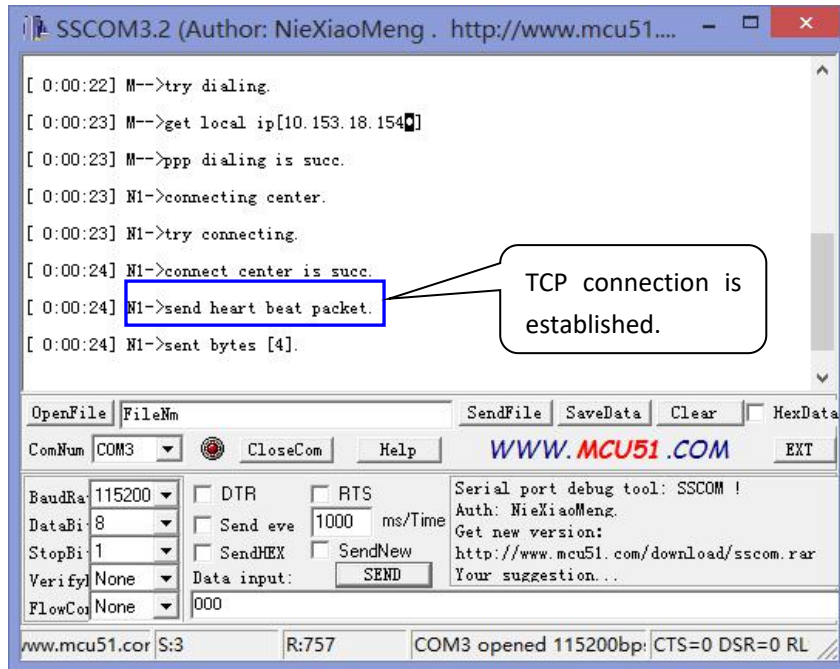 SSCOM3.2 (Author: NieXiaoMeng .  http://www.mcu51....
[ 0:00:22] M-->try dialing.
[ 0:00:23] M-->get local ip[10.153.18.154]
[ 0:00:23] M-->ppp dialing is succ.
[ 0:00:23] N1->connecting center.
[ 0:00:23] N1->try connecting.
[ 0:00:24] N1->connect center is succ.
[ 0:00:24] N1->send heart beat packet.
[ 0:00:24] N1->sent bytes [4].
TCP connection is
established.
OpenFile FileNm SendFile SaveData Clear HexData
ComNum COM3 CloseCom Help WWW.MCU51.COM EXT
BaudRa 115200 DTR RTS
DataBi 8 Send eve 1000 ms/Time
StopBi 1 SendHEX SendNew
Verify None Data input: SEND
FlowCo None 000
Serial port debug tool: SSCOM !
Auth: NieXiaoMeng.
Get new version:
http://www.mcu51.com/download/sscom.rar
Your suggestion...
www.mcu51.cor S:3 R:757 COM3 opened 115200bp CTS=0 DSR=0 RL